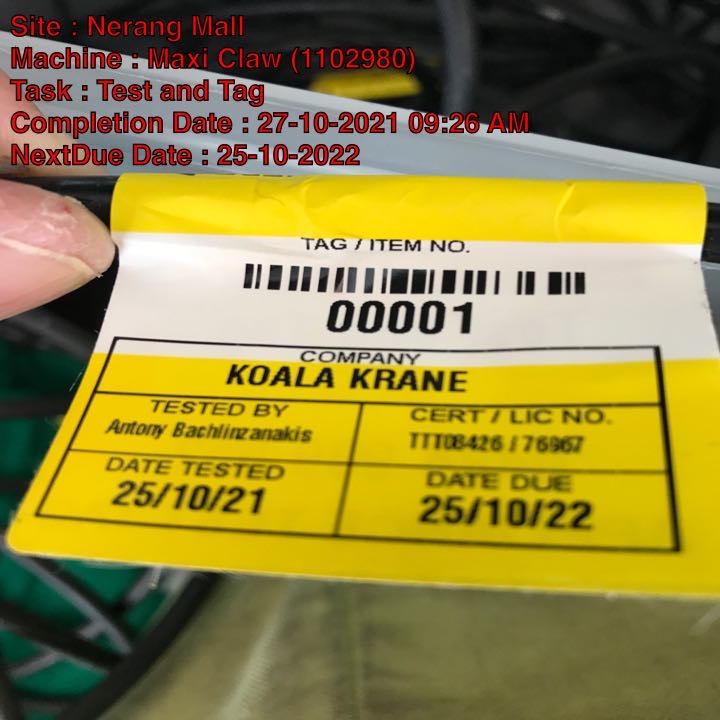 Site : Nerang Mall
Machine : Maxi Claw (1102980)
Task : Test and Tag
Completion Date : 27-10-2021 09:26 AM
NextDue Date : 25-10-2022
TAG / ITEM NO.
00001
COMPANY
KOALA KRANE
TESTED BY
CERT / LIC NO.
Antony Bachlinzanakis
TTT08426 / 76967
DATE TESTED
DATE DUE
25/10/21
25/10/22